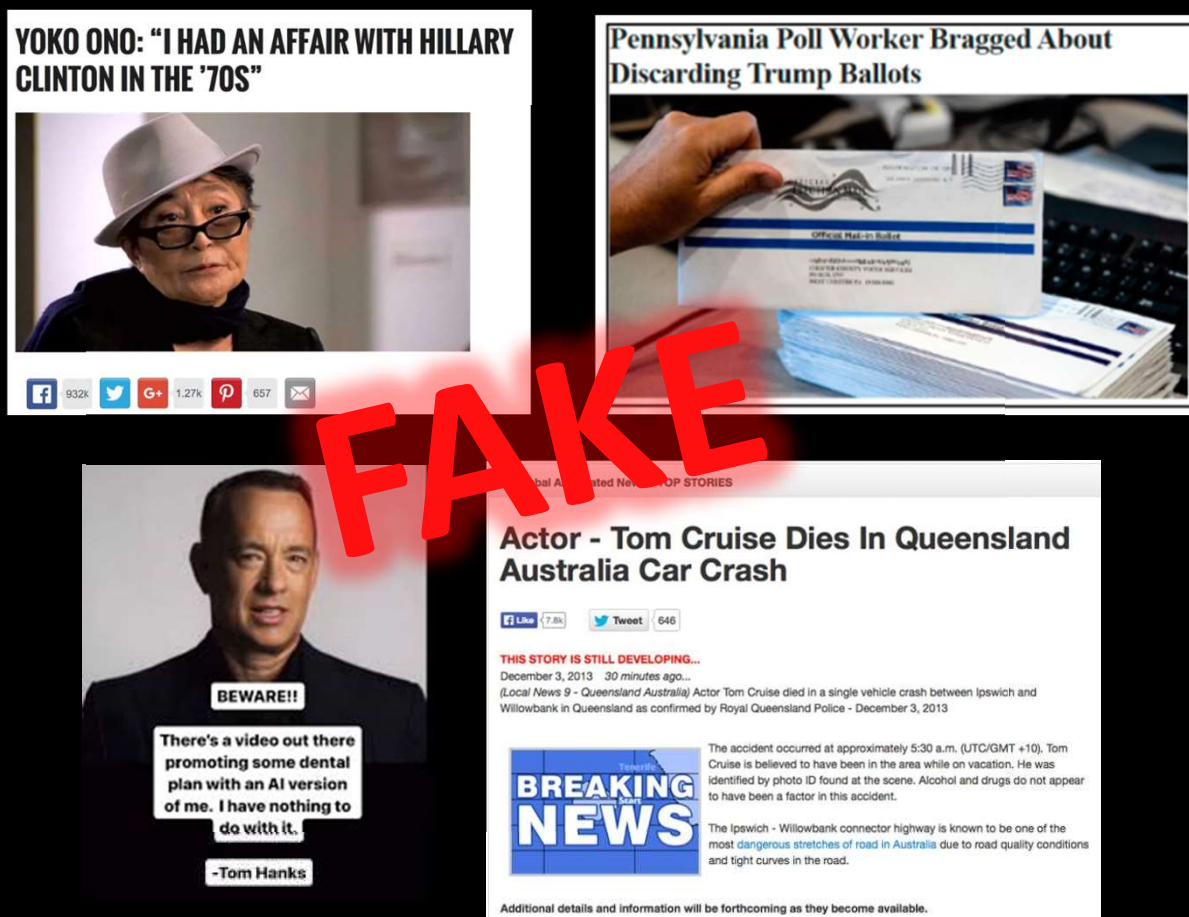 YOKO ONO: “I HAD AN AFFAIR WITH HILLARY
CLINTON IN THE ’70S”
932k
G+
1.27k
657
Pennsylvania Poll Worker Bragged About
Discarding Trump Ballots
Official Mail-in Ballot
FAKE
BEWARE!!
There's a video out there
promoting some dental
plan with an AI version
of me. I have nothing to
do with it.
-Tom Hanks
TOP STORIES
Actor - Tom Cruise Dies In Queensland
Australia Car Crash
Like 7.8k
Tweet 646
THIS STORY IS STILL DEVELOPING...
December 3, 2013 30 minutes ago...
(Local News 9 - Queensland Australia) Actor Tom Cruise died in a single vehicle crash between Ipswich and
Willowbank in Queensland as confirmed by Royal Queensland Police - December 3, 2013
Tenerife
BREAKING
Start
NEWS
The accident occurred at approximately 5:30 a.m. (UTC/GMT +10). Tom
Cruise is believed to have been in the area while on vacation. He was
identified by photo ID found at the scene. Alcohol and drugs do not appear
to have been a factor in this accident.
The Ipswich - Willowbank connector highway is known to be one of the
most dangerous stretches of road in Australia due to road quality conditions
and tight curves in the road.
Additional details and information will be forthcoming as they become available.